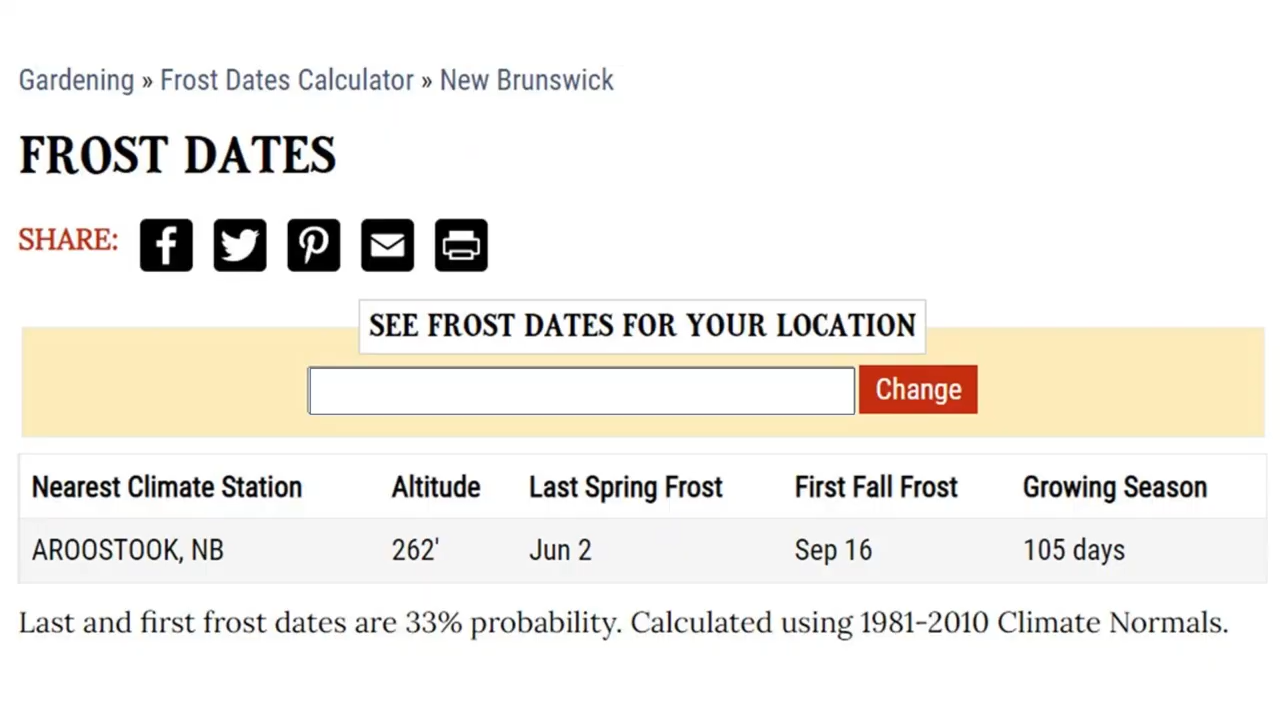 Gardening » Frost Dates Calculator » New Brunswick
FROST DATES
SHARE:
SEE FROST DATES FOR YOUR LOCATION
Change
Nearest Climate Station Altitude Last Spring Frost First Fall Frost Growing Season
AROOSTOOK, NB 262' Jun 2 Sep 16 105 days
Last and first frost dates are 33% probability. Calculated using 1981-2010 Climate Normals.